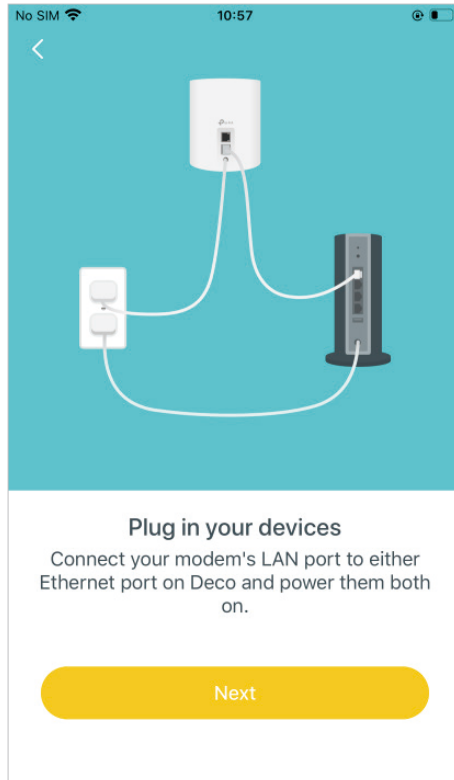 No SIM 10:57
Plug in your devices
Connect your modem's LAN port to either
Ethernet port on Deco and power them both
on.
Next